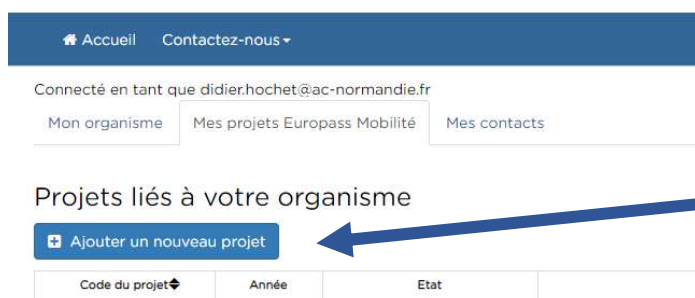 Accueil Contactez-nous
Connecté en tant que didier.hochet@ac-normandie.fr
Mon organisme Mes projets Europass Mobilité Mes contacts
Projets liés à votre organisme
Ajouter un nouveau projet
Code du projet Année Etat